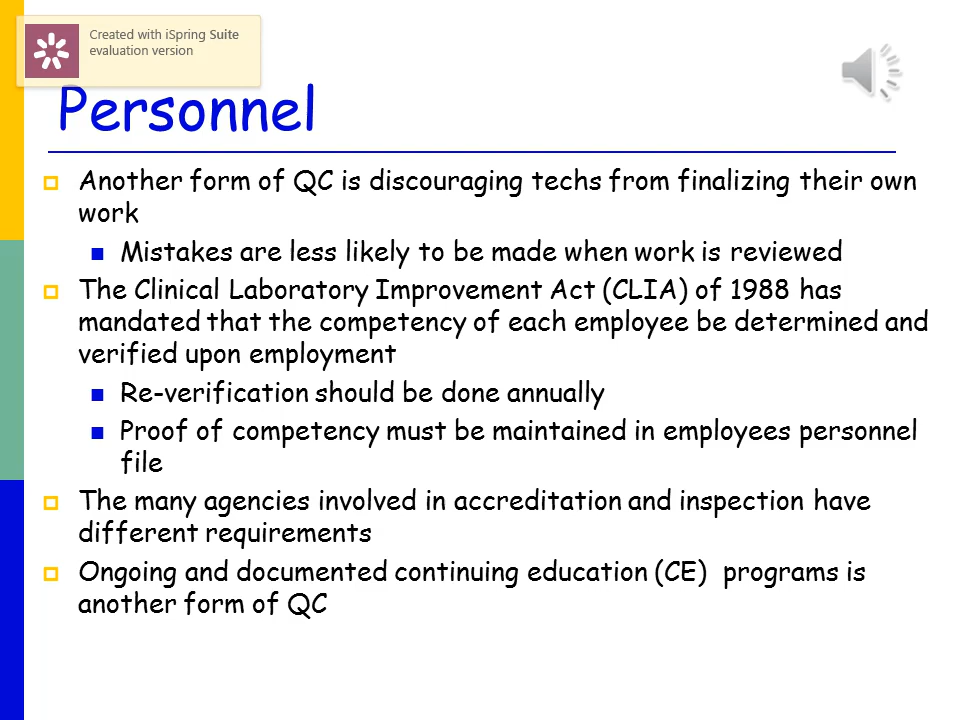 Created with iSpring Suite
evaluation version
Personnel
Another form of QC is discouraging techs from finalizing their own
work
Mistakes are less likely to be made when work is reviewed
The Clinical Laboratory Improvement Act (CLIA) of 1988 has
mandated that the competency of each employee be determined and
verified upon employment
Re-verification should be done annually
Proof of competency must be maintained in employees personnel
file
The many agencies involved in accreditation and inspection have
different requirements
Ongoing and documented continuing education (CE)  programs is
another form of QC